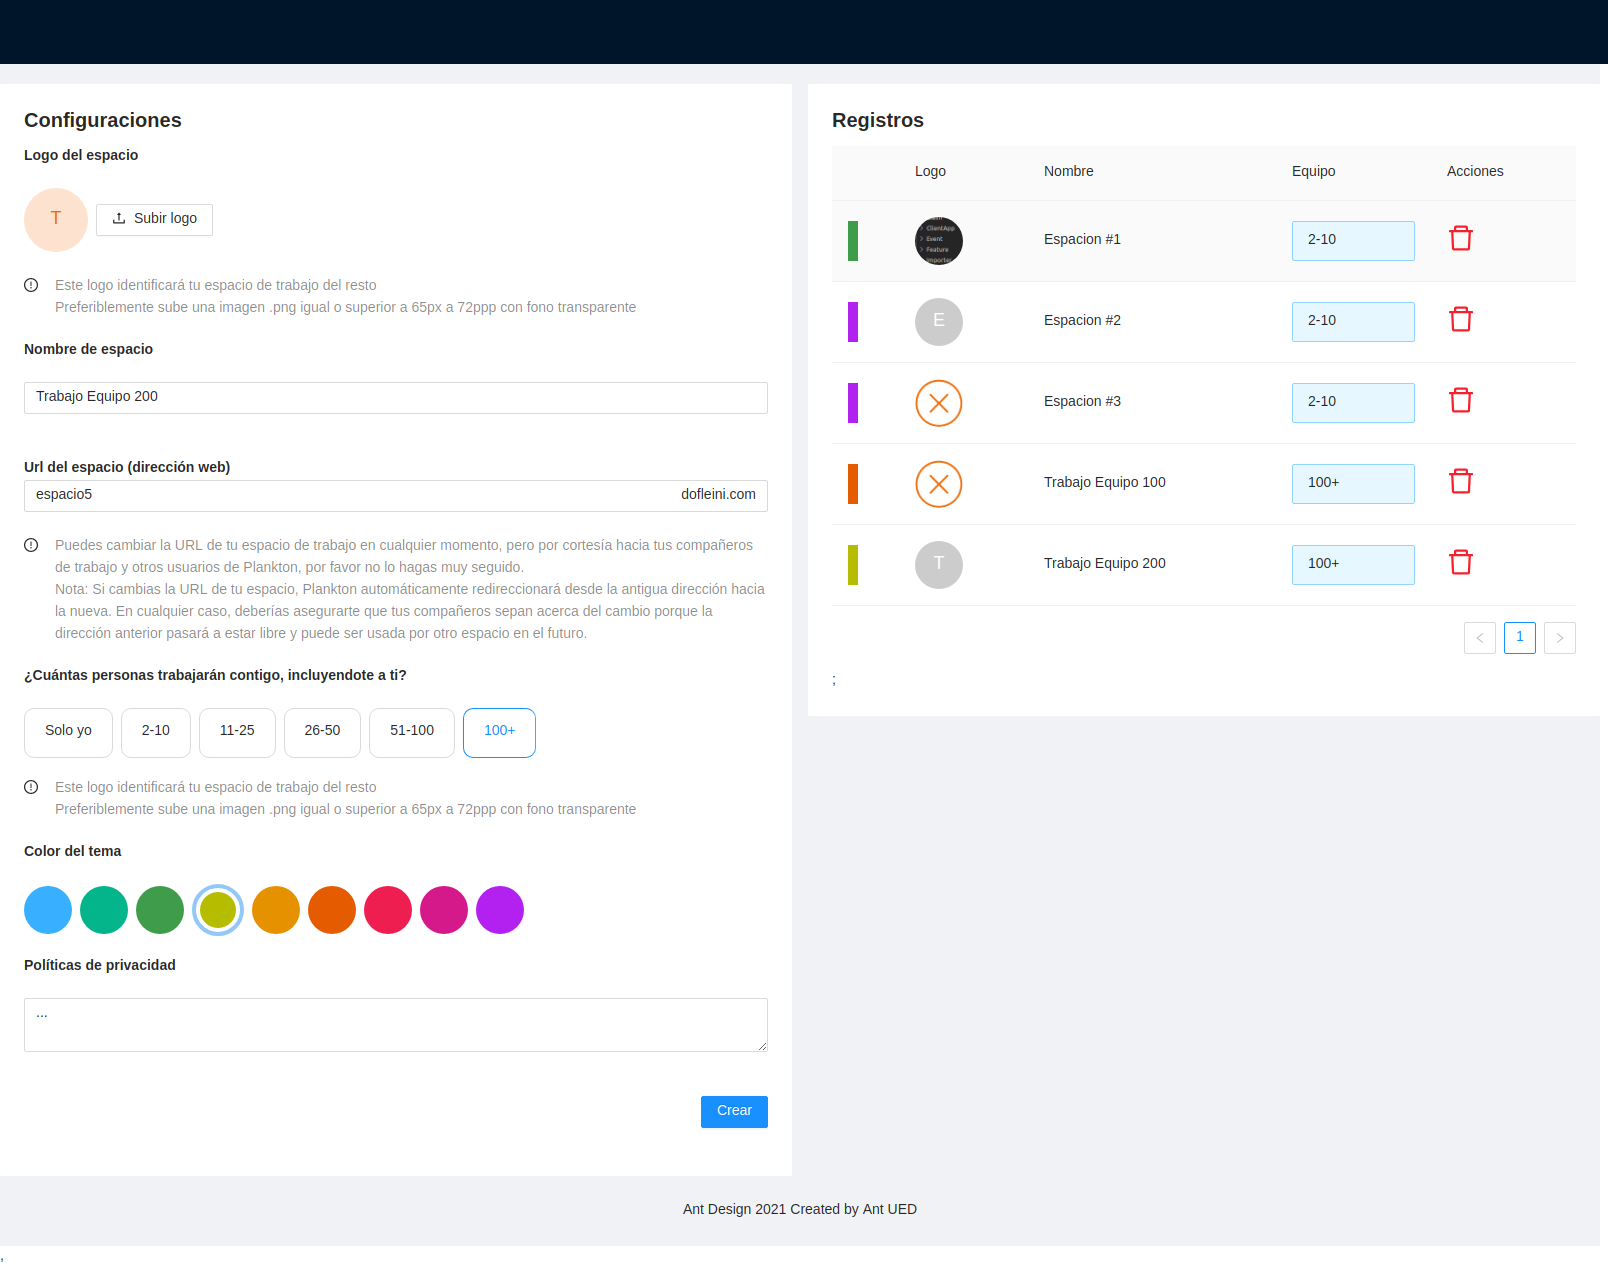 Configuraciones
Logo del espacio
T
Subir logo
Este logo identificará tu espacio de trabajo del resto
Preferiblemente sube una imagen .png igual o superior a 65px a 72ppp con fono transparente
Nombre de espacio
Trabajo Equipo 200
Url del espacio (dirección web)
espacio5 dofleini.com
Puedes cambiar la URL de tu espacio de trabajo en cualquier momento, pero por cortesía hacia tus compañeros
de trabajo y otros usuarios de Plankton, por favor no lo hagas muy seguido.
Nota: Si cambias la URL de tu espacio, Plankton automáticamente redireccionará desde la antigua dirección hacia
la nueva. En cualquier caso, deberías asegurarte que tus compañeros sepan acerca del cambio porque la
dirección anterior pasará a estar libre y puede ser usada por otro espacio en el futuro.
¿Cuántas personas trabajarán contigo, incluyendote a ti?
Solo yo 2-10 11-25 26-50 51-100 100+
Este logo identificará tu espacio de trabajo del resto
Preferiblemente sube una imagen .png igual o superior a 65px a 72ppp con fono transparente
Color del tema
Políticas de privacidad
...
Crear
Registros
Logo Nombre Equipo Acciones
ClientApp
Event
Feature
Importer
Espacion #1 2-10
E Espacion #2 2-10
Espacion #3 2-10
Trabajo Equipo 100 100+
T Trabajo Equipo 200 100+
< 1 >
;
Ant Design 2021 Created by Ant UED
,